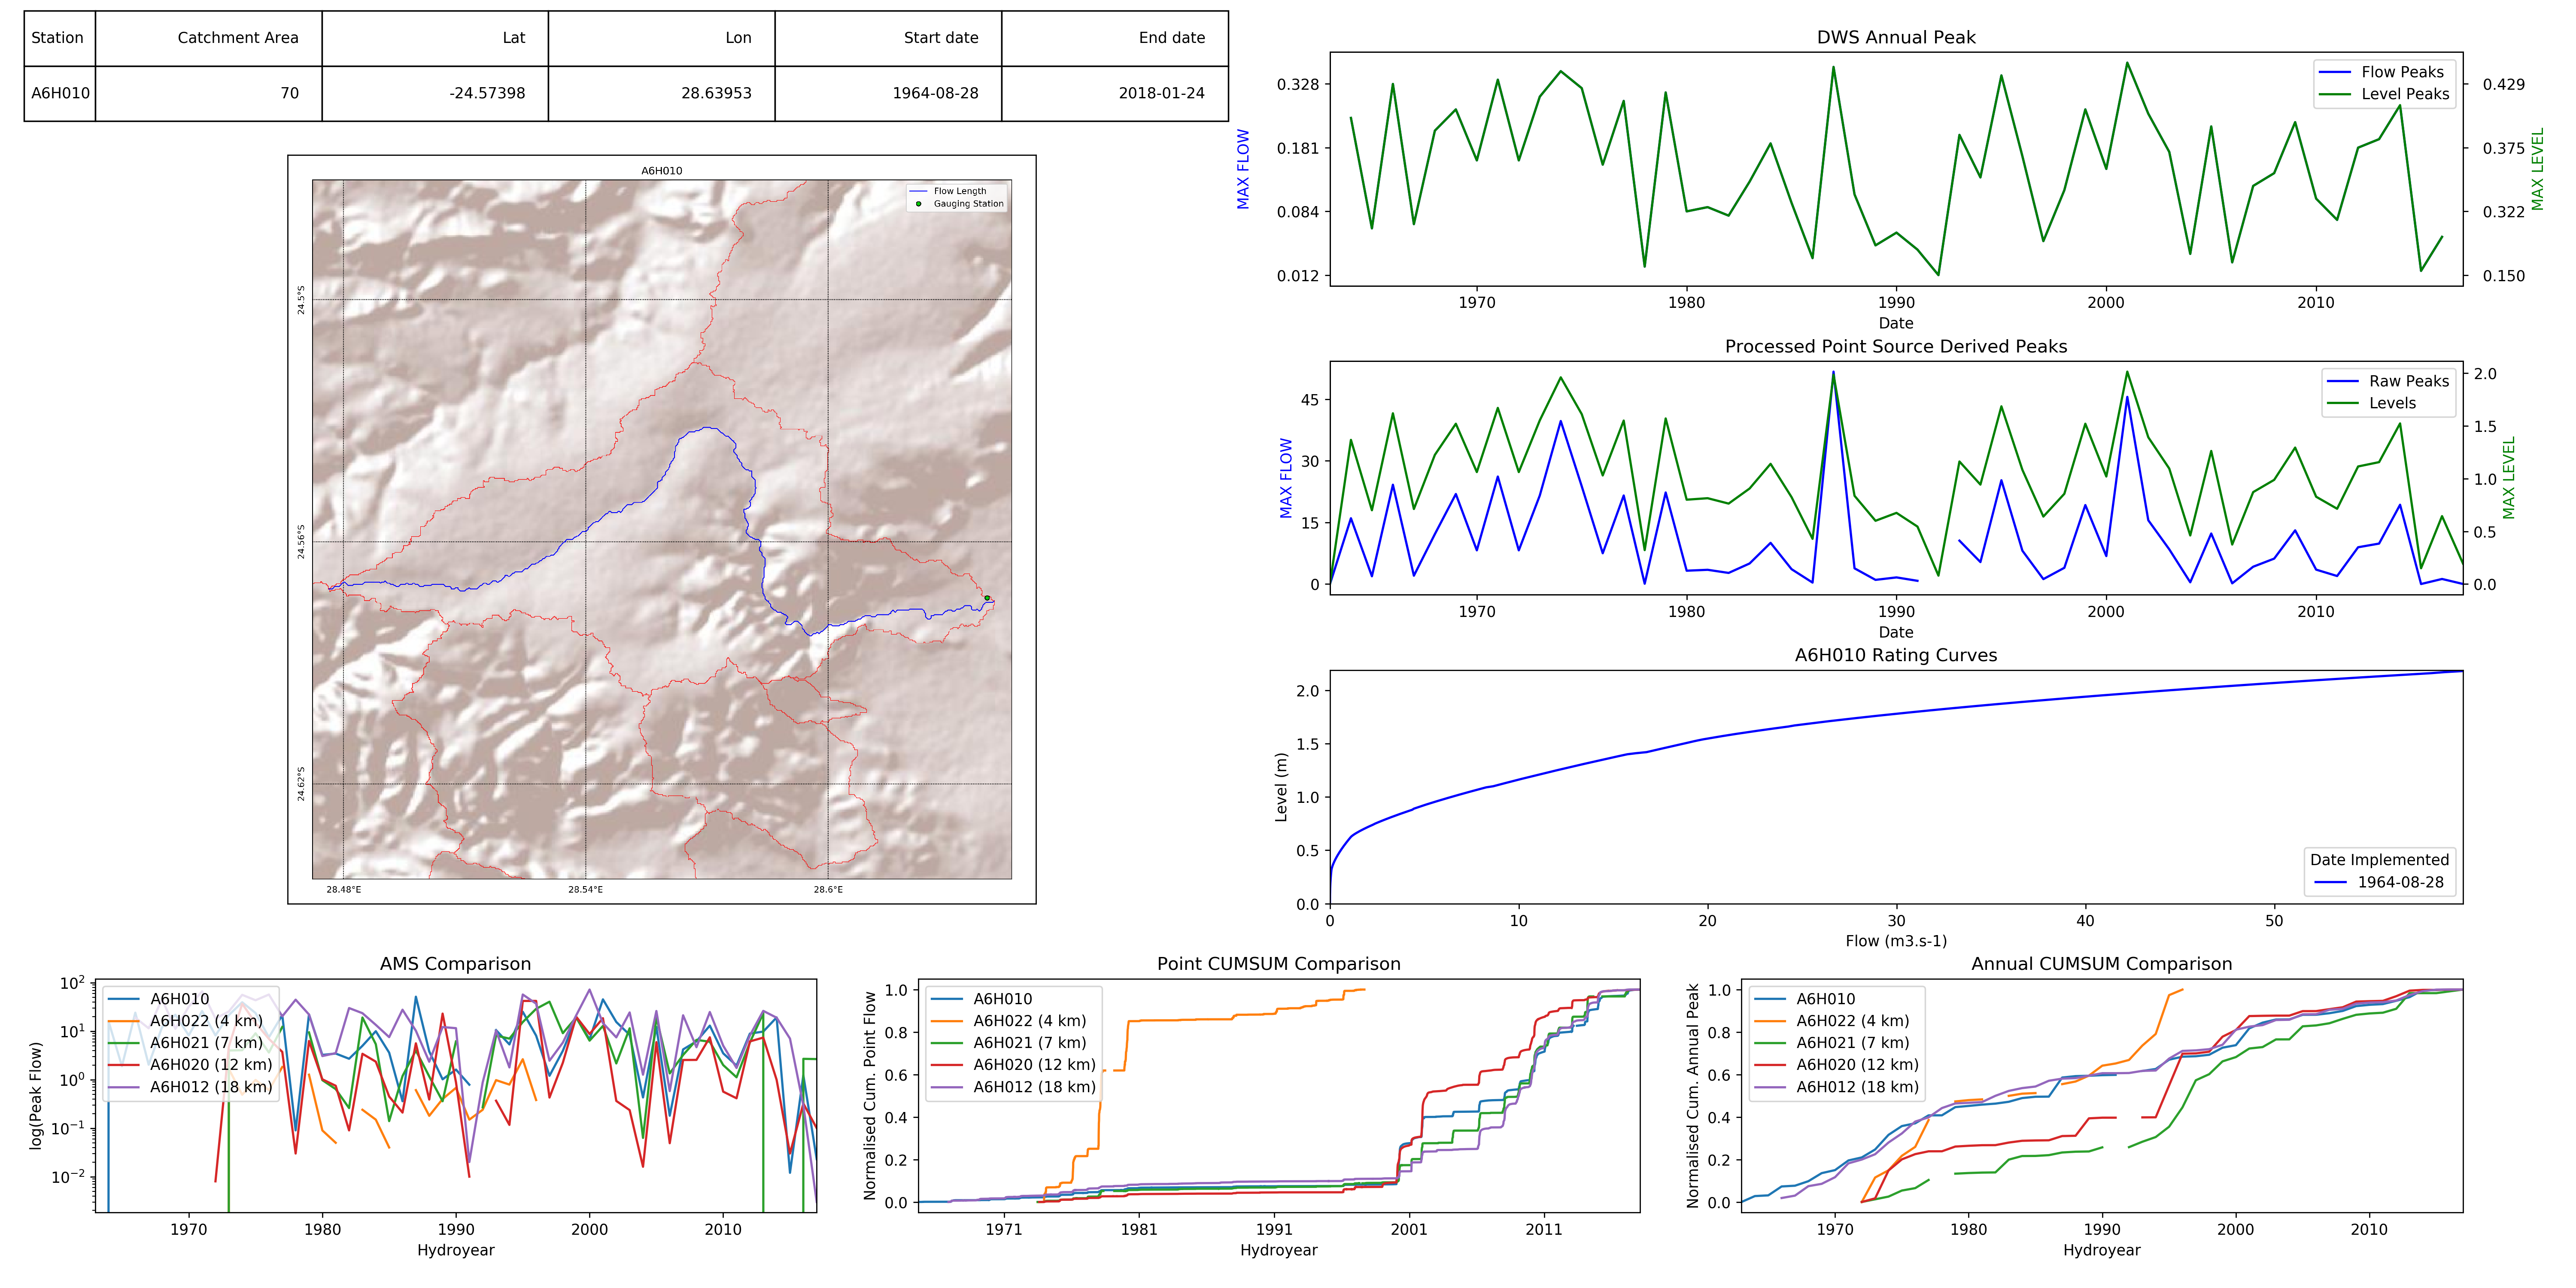 Station Catchment Area Lat Lon Start date End date
A6H010 70 -24.57398 28.63953 1964-08-28 2018-01-24
A6H010
Flow Length
Gauging Station
24.5°S
24.56°S
24.62°S
28.48°E 28.54°E 28.6°E
DWS Annual Peak
Flow Peaks
Level Peaks
MAX FLOW
0.328
0.181
0.084
0.012
0.429
0.375
0.322
0.150
MAX LEVEL
1970 1980 1990 2000 2010
Date
Processed Point Source Derived Peaks
Raw Peaks
Levels
MAX FLOW
45
30
15
0
2.0
1.5
1.0
0.5
0.0
MAX LEVEL
1970 1980 1990 2000 2010
Date
A6H010 Rating Curves
Level (m)
2.0
1.5
1.0
0.5
0.0
Date Implemented
1964-08-28
0 10 20 30 40 50
Flow (m3.s-1)
AMS Comparison
log(Peak Flow)
10²
10¹
10⁰
10⁻¹
10⁻²
A6H010
A6H022 (4 km)
A6H021 (7 km)
A6H020 (12 km)
A6H012 (18 km)
1970 1980 1990 2000 2010
Hydroyear
Point CUMSUM Comparison
Normalised Cum. Point Flow
1.0
0.8
0.6
0.4
0.2
0.0
A6H010
A6H022 (4 km)
A6H021 (7 km)
A6H020 (12 km)
A6H012 (18 km)
1971 1981 1991 2001 2011
Hydroyear
Annual CUMSUM Comparison
Normalised Cum. Annual Peak
1.0
0.8
0.6
0.4
0.2
0.0
A6H010
A6H022 (4 km)
A6H021 (7 km)
A6H020 (12 km)
A6H012 (18 km)
1970 1980 1990 2000 2010
Hydroyear